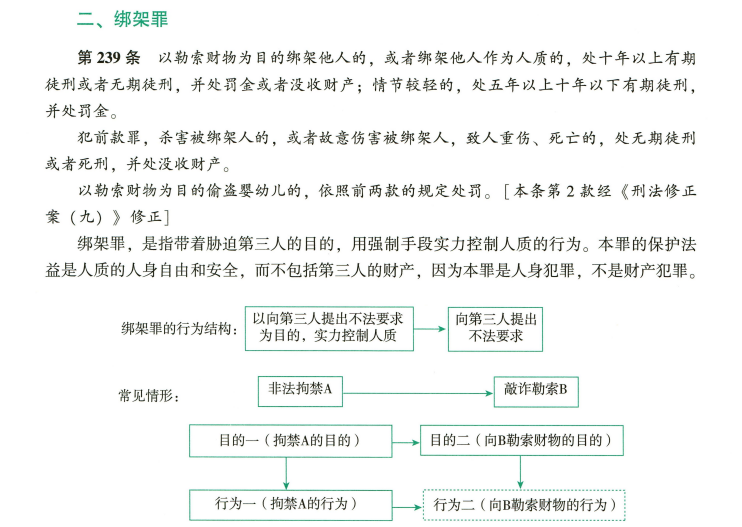 二、绑架罪
第239条 以勒索财物为目的绑架他人的，或者绑架他人作为人质的，处十年以上有期
徒刑或者无期徒刑，并处罚金或者没收财产；情节较轻的，处五年以上十年以下有期徒刑，
并处罚金。
犯前款罪，杀害被绑架人的，或者故意伤害被绑架人，致人重伤、死亡的，处无期徒刑
或者死刑，并处没收财产。
以勒索财物为目的偷盗婴幼儿的，依照前两款的规定处罚。［本条第2款经《刑法修正
案（九）》修正］
绑架罪，是指带着胁迫第三人的目的，用强制手段实力控制人质的行为。本罪的保护法
益是人质的人身自由和安全，而不包括第三人的财产，因为本罪是人身犯罪，不是财产犯罪。
绑架罪的行为结构：
以向第三人提出不法要求
为目的，实力控制人质
向第三人提出
不法要求
常见情形：
非法拘禁A
敲诈勒索B
目的一（拘禁A的目的）
目的二（向B勒索财物的目的）
行为一（拘禁A的行为）
行为二（向B勒索财物的行为）